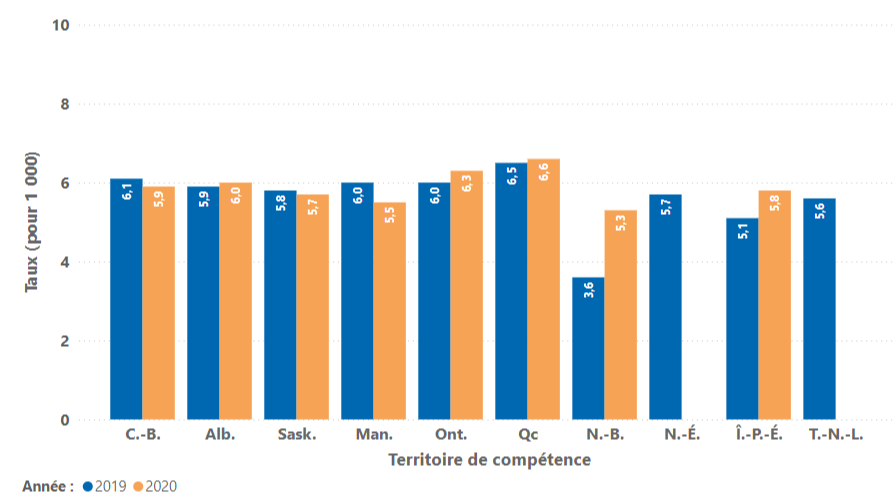 10
8
6
4
2
0
Taux (pour 1 000)
6,1 5,9 5,9 6,0 5,8 5,7 6,0 5,5 6,0 6,3 6,5 6,6 3,6 5,3 5,7 5,1 5,8 5,6
C.-B. Alb. Sask. Man. Ont. Qc N.-B. N.-É. Î.-P.-É. T.-N.-L.
Territoire de compétence
Année : 2019 2020